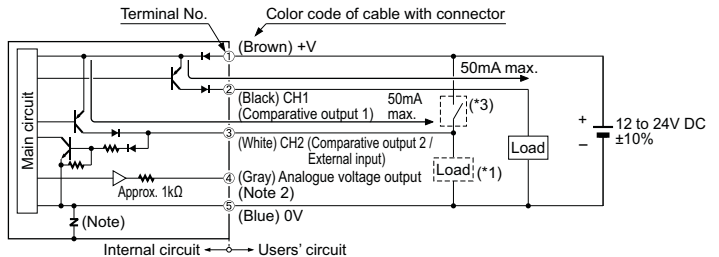 Terminal No.
Color code of cable with connector
Main circuit
① (Brown) +V
50mA max.
②
(Black) CH1
(Comparative output 1)
50mA
max.
(*3)
③
(White) CH2 (Comparative output 2 /
External input)
Load (*1)
Load
+
−
12 to 24V DC
±10%
Approx. 1kΩ
④ (Gray) Analogue voltage output
(Note 2)
⑤
(Blue) 0V
Z (Note)
Internal circuit
Users' circuit